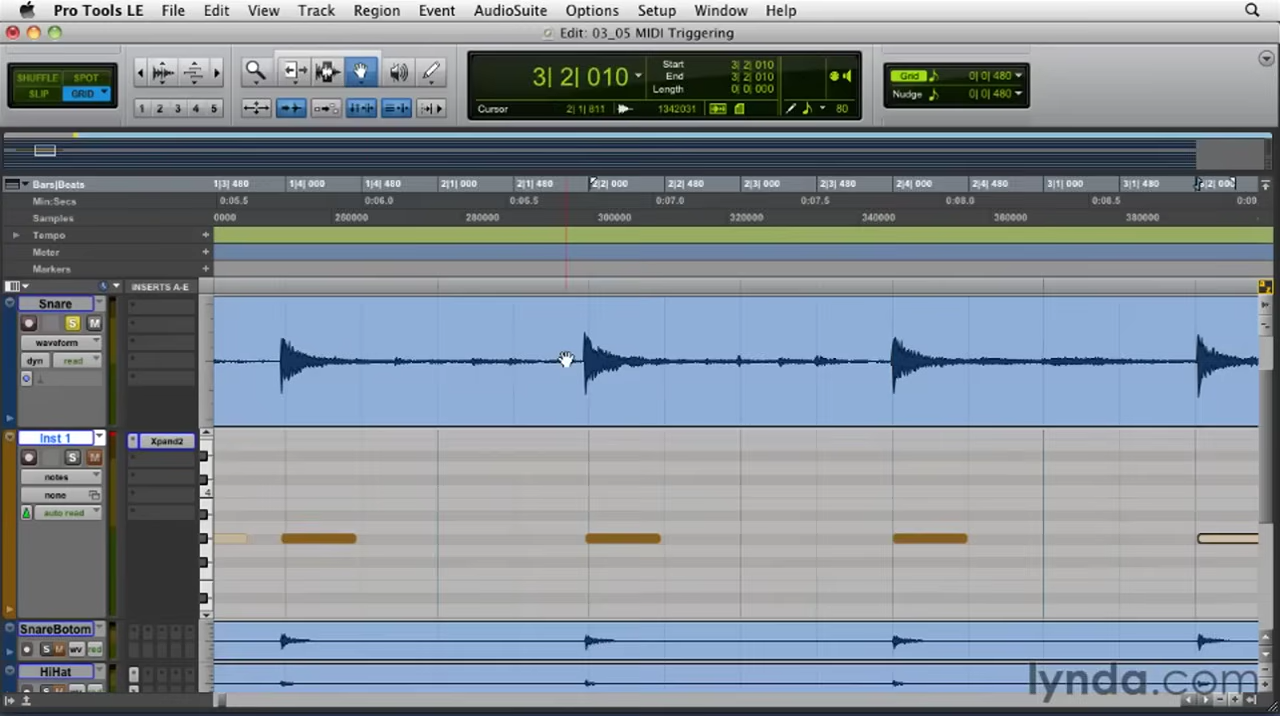 Pro Tools LE File Edit View Track Region Event AudioSuite Options Setup Window Help
Edit: 03_05 MIDI Triggering
SHUFFLE SPOT
SLIP GRID
1 2 3 4 5
3| 2| 010
Start 3| 2| 010
End 3| 2| 010
Length 0| 0| 000
Cursor 2| 1| 811 1342031 80
Grid 0| 0| 480
Nudge 0| 0| 480
Bars|Beats 1|3| 480 1|4| 000 1|4| 480 2|1| 000 2|1| 480 2|2| 000 2|2| 480 2|3| 000 2|3| 480 2|4| 000 2|4| 480 3|1| 000 3|1| 480
Min:Secs 0:05.5 0:06.0 0:06.5 0:07.0 0:07.5 0:08.0 0:08.5 0:09
Samples 0000 260000 280000 300000 320000 340000 360000 380000
Tempo
Meter
Markers
INSERTS A-E
Snare
S M
waveform
dyn read
Inst 1 Xpand2
S M
notes
none
4
auto read
SnareBotom
S M wv red
HiHat
lynda.com